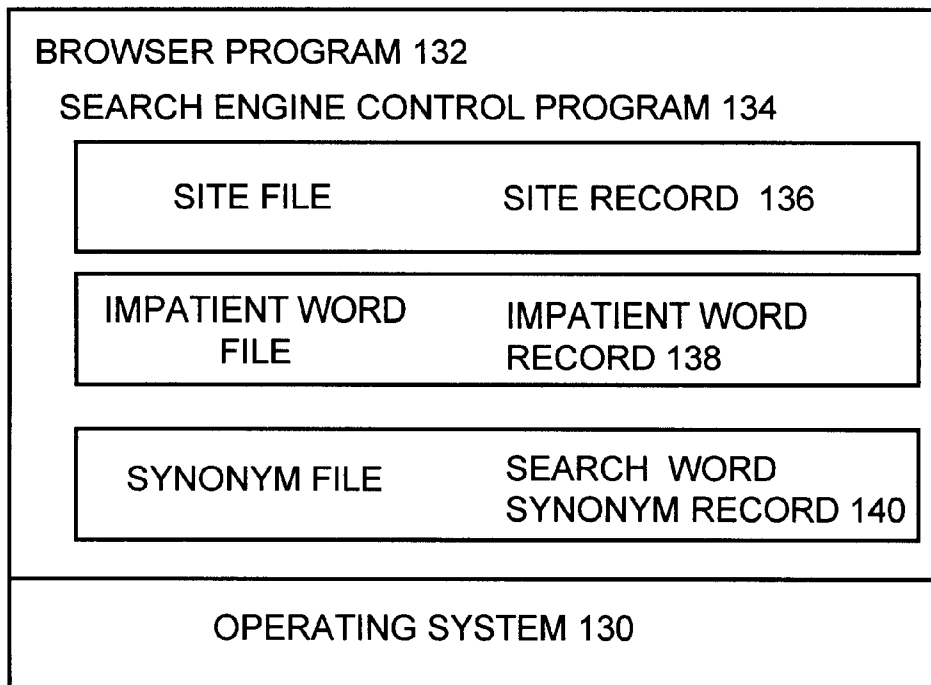 BROWSER PROGRAM 132
SEARCH ENGINE CONTROL PROGRAM 134
SITE FILE SITE RECORD 136
IMPATIENT WORD FILE
IMPATIENT WORD RECORD 138
SYNONYM FILE
SEARCH WORD
SYNONYM RECORD 140
OPERATING SYSTEM 130